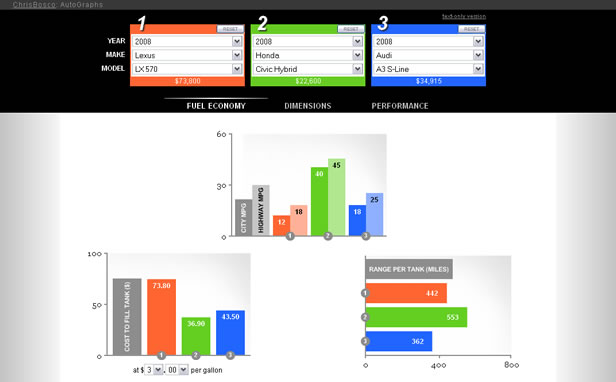 ChrisBosco: AutoGraphs
text-only version
1 RESET 2 RESET 3 RESET
YEAR 2008 2008 2008
MAKE Lexus Honda Audi
MODEL LX 570 Civic Hybrid A3 S-Line
$73,800 $22,600 $34,915
FUEL ECONOMY DIMENSIONS PERFORMANCE
60
30
0
CITY MPG
HIGHWAY MPG
12 18
40 45
18 25
1 2 3
100
50
0
COST TO FILL TANK ($)
73.80
36.90
43.50
1 2 3
at $ 3 . 00 per gallon
RANGE PER TANK (MILES)
1 442
2 553
3 362
0 400 800